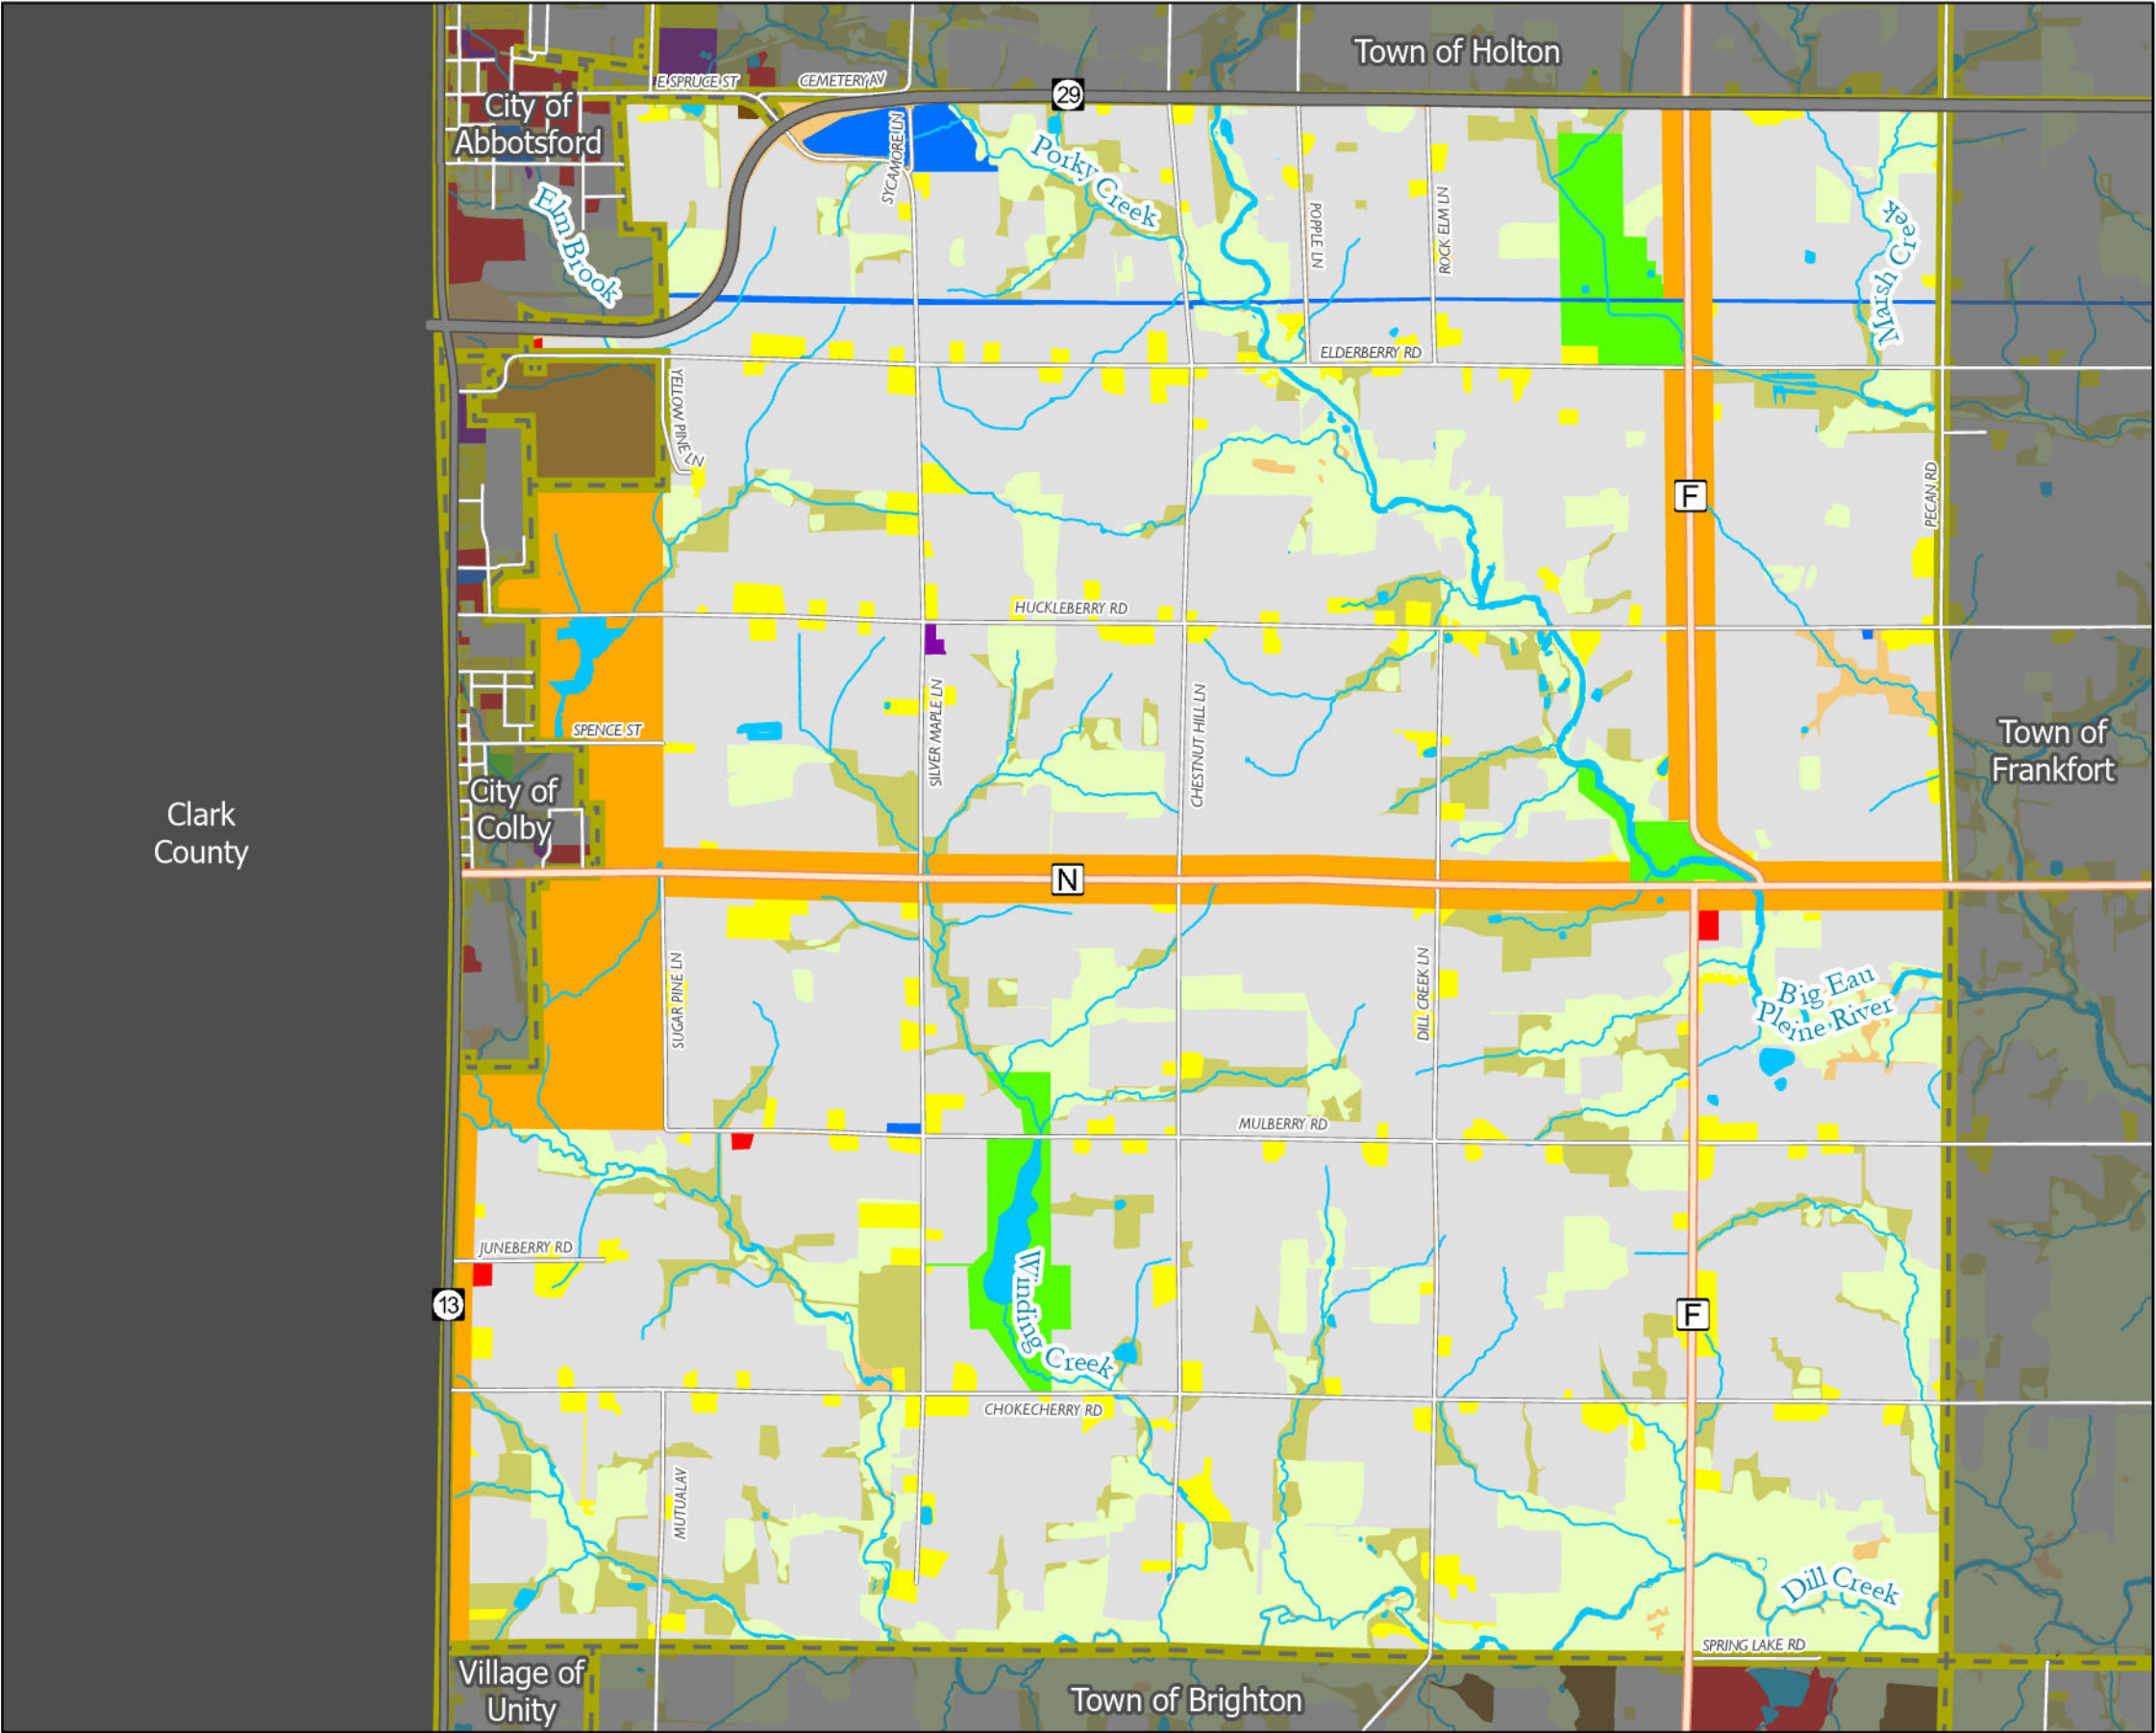 Town of Holton
E SPRUCE ST
CEMETERY AV
29
City of
Abbotsford
SYCAMORE LN
Porky Creek
Elm Brook
POPPLE LN
ROCK ELM LN
Marsh Creek
ELDERBERRY RD
YELLOW PINE LN
F
PECAN RD
HUCKLEBERRY RD
SILVER MAPLE LN
CHESTNUT HILL LN
SPENCE ST
Town of
Frankfort
City of
Colby
Clark
County
N
SUGAR PINE LN
DILL CREEK LN
Big Eau
Pleine River
MULBERRY RD
JUNEBERRY RD
13
Winding Creek
F
CHOKECHERRY RD
MUTUAL AV
Dill Creek
SPRING LAKE RD
Village of
Unity
Town of Brighton